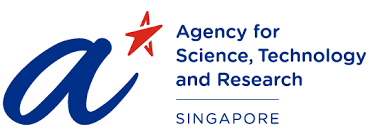 a
Agency for
Science, Technology
and Research
SINGAPORE